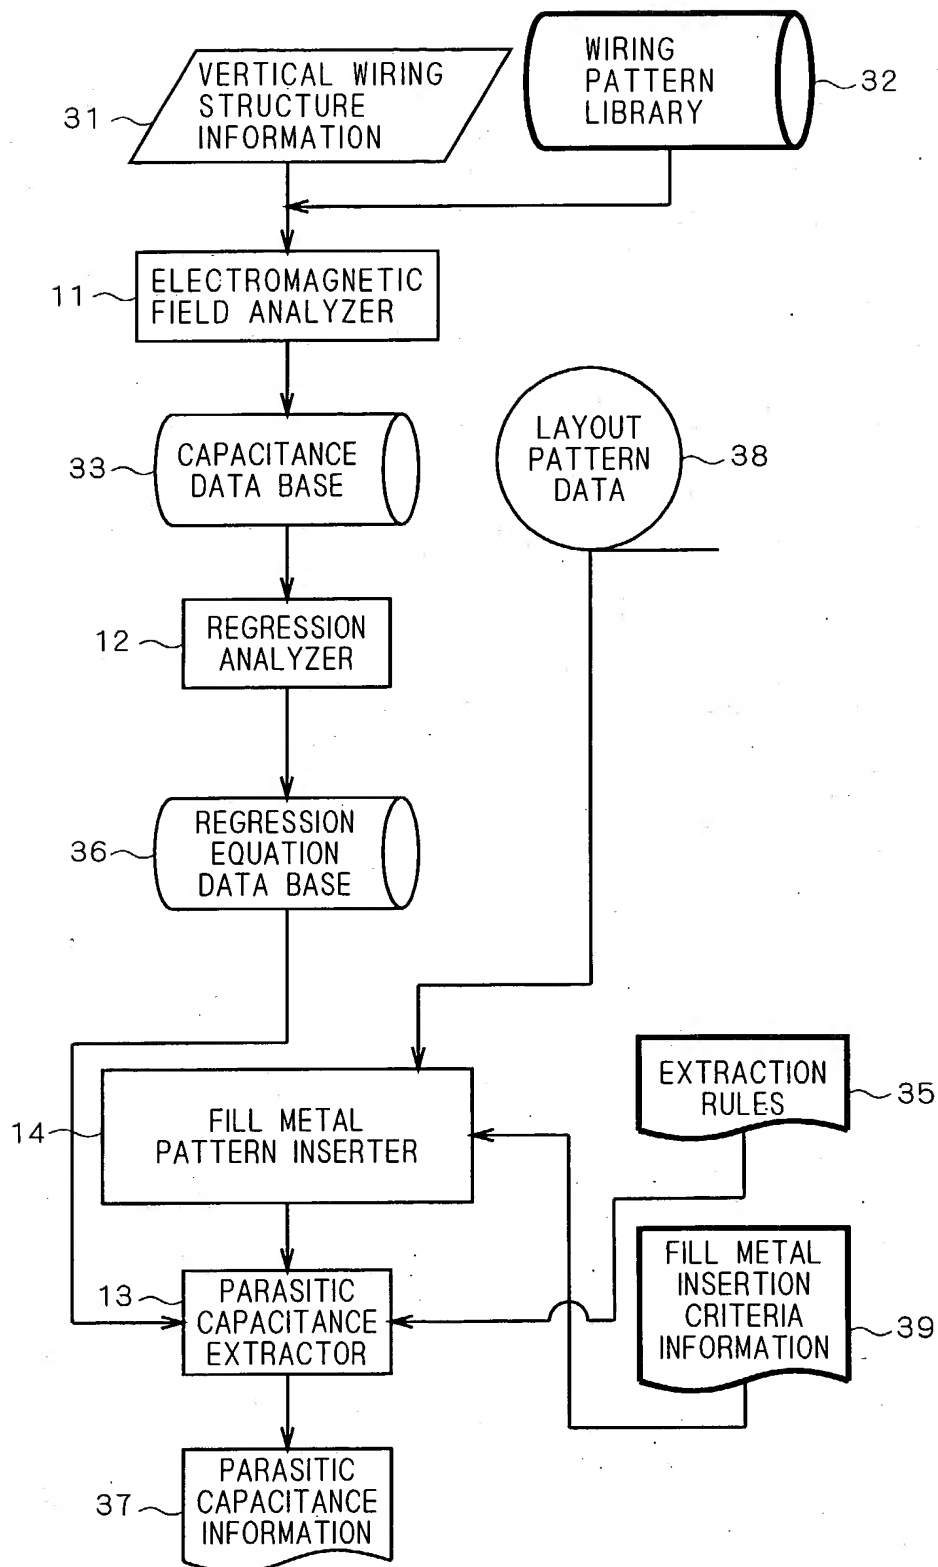 VERTICAL WIRING
STRUCTURE
INFORMATION
31
WIRING
PATTERN
LIBRARY
32
ELECTROMAGNETIC
FIELD ANALYZER
11
CAPACITANCE
DATA BASE
33
LAYOUT
PATTERN
DATA
38
REGRESSION
ANALYZER
12
REGRESSION
EQUATION
DATA BASE
36
FILL METAL
PATTERN INSERTER
14
EXTRACTION
RULES
35
PARASITIC
CAPACITANCE
EXTRACTOR
13
FILL METAL
INSERTION
CRITERIA
INFORMATION
39
PARASITIC
CAPACITANCE
INFORMATION
37